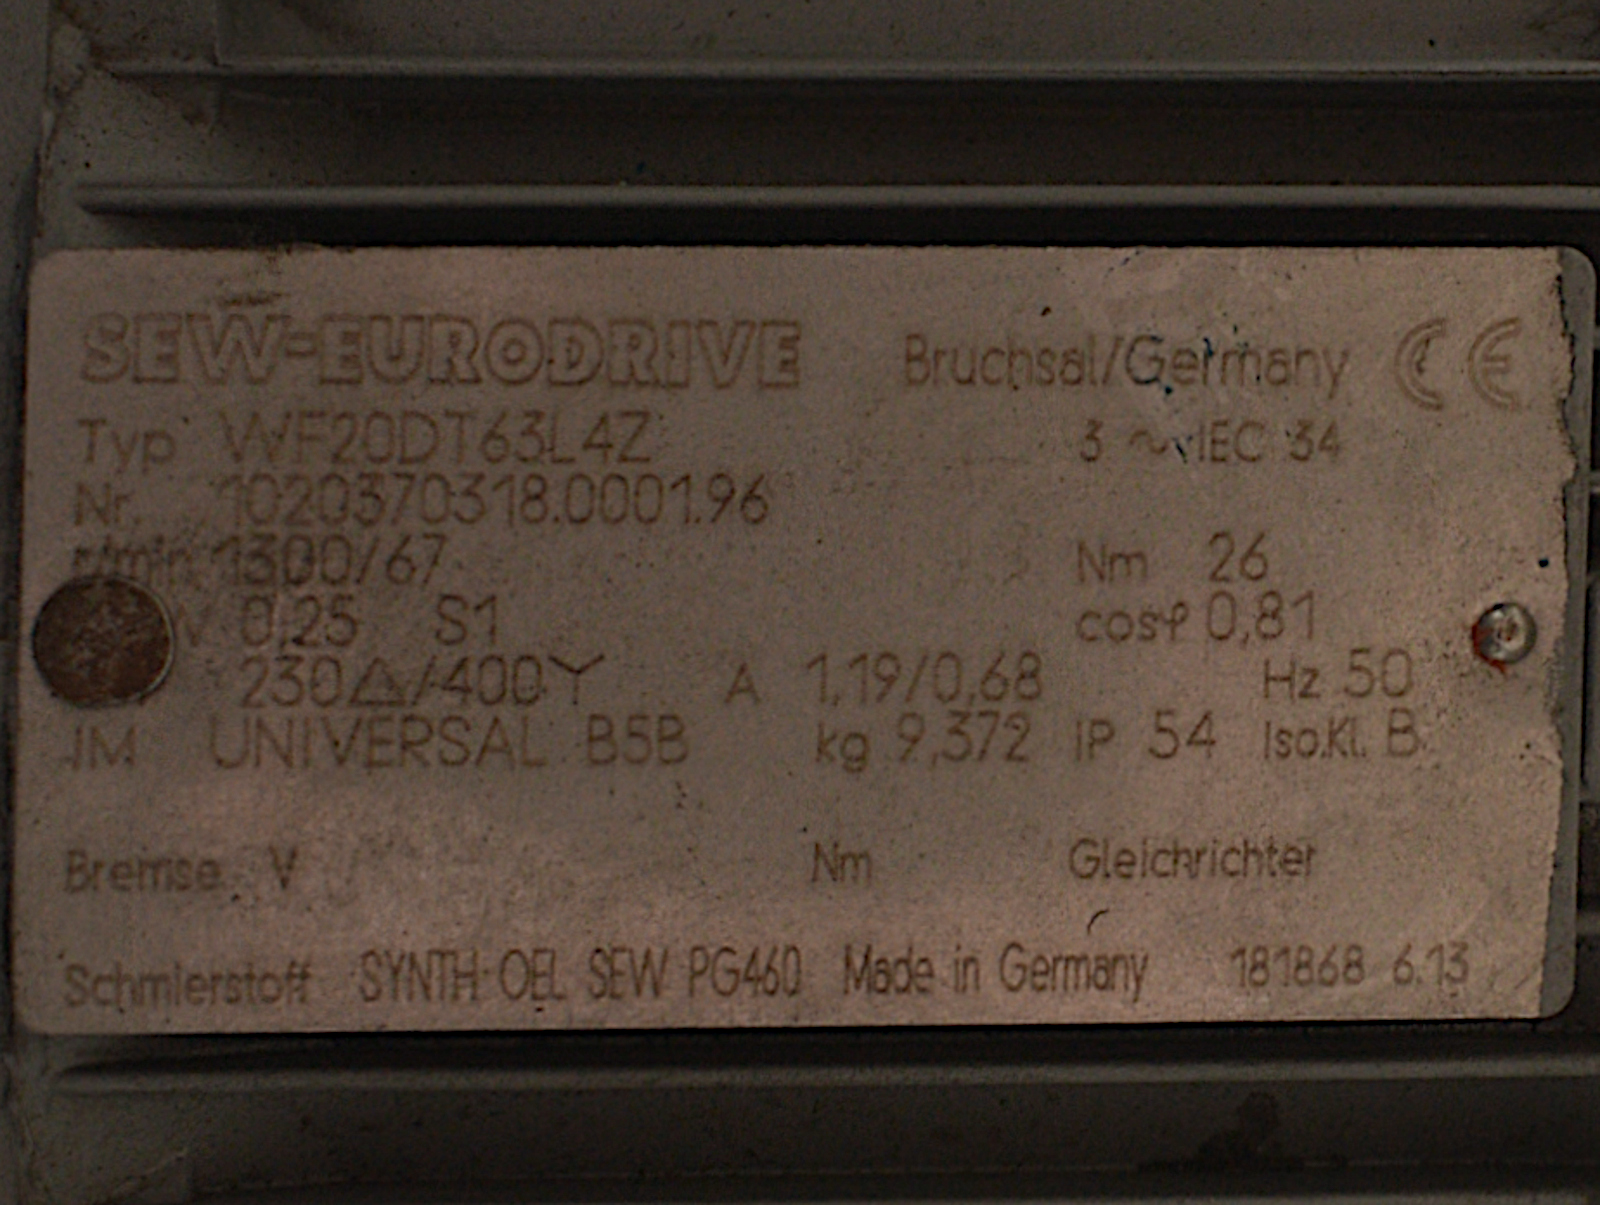 SEW-EURODRIVE Bruchsal/Germany CE
Typ WF20DT63L4Z 3 ~ IEC 34
Nr. 1020370318.0001.96
r/min 1300/67 Nm 26
0,25 S1 cosφ 0,81
230△/400Y A 1,19/0,68 Hz 50
IM UNIVERSAL B5B kg 9,372 IP 54 Iso.Kl. B
Bremse V Nm Gleichrichter
Schmierstoff SYNTH·OEL SEW PG460 Made in Germany 181868 6.13